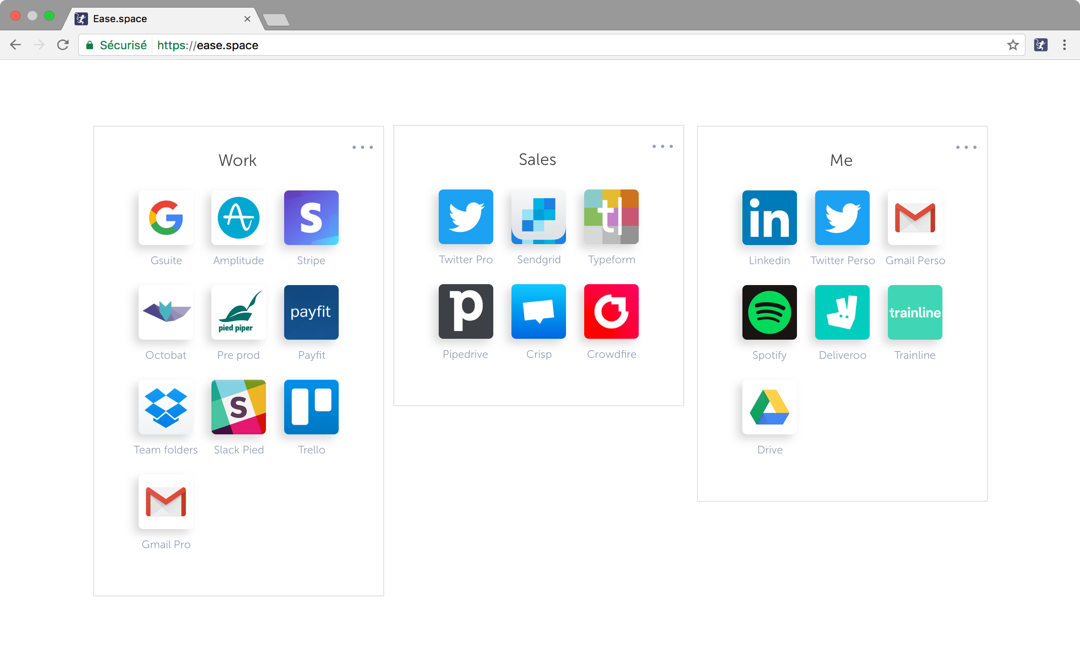 Ease.space
Sécurisé https://ease.space
Work
Gsuite Amplitude Stripe
payfit
pied piper
Octobat Pre prod Payfit
Team folders Slack Pied Trello
Gmail Pro
Sales
Twitter Pro Sendgrid Typeform
Pipedrive Crisp Crowdfire
Me
in
Linkedin Twitter Perso Gmail Perso
trainline
Spotify Deliveroo Trainline
Drive